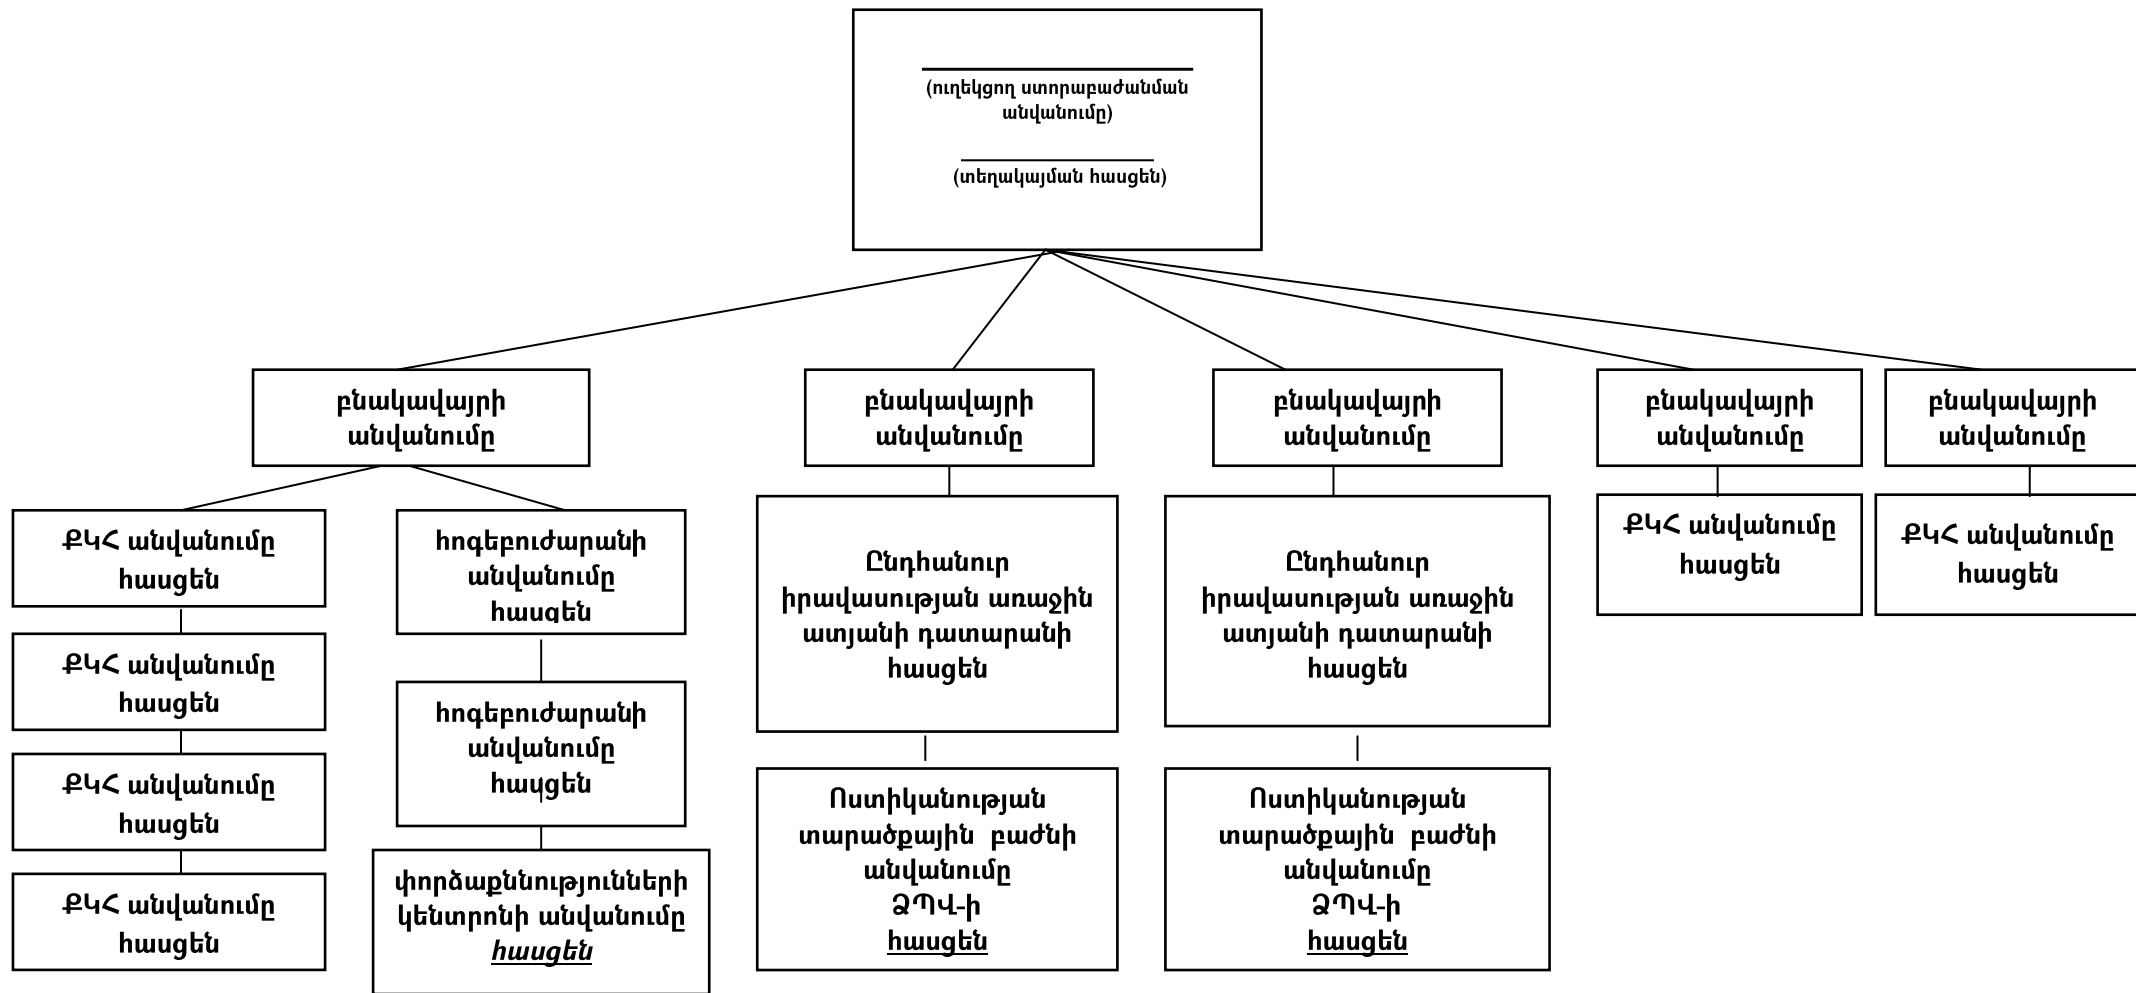 (ուղեկցող ստորաբաժանման
անվանումը)
(տեղակայման հասցեն)
բնակավայրի
անվանումը
բնակավայրի
անվանումը
բնակավայրի
անվանումը
բնակավայրի
անվանումը
բնակավայրի
անվանումը
ՔԿՀ անվանումը
հասցեն
ՔԿՀ անվանումը
հասցեն
ՔԿՀ անվանումը
հասցեն
ՔԿՀ անվանումը
հասցեն
հոգեբուժարանի
անվանումը
հասցեն
հոգեբուժարանի
անվանումը
հասցեն
փորձաքննությունների
կենտրոնի անվանումը
հասցեն
Ընդհանուր
իրավասության առաջին
ատյանի դատարանի
հասցեն
Ոստիկանության
տարածքային բաժնի
անվանումը
ՁՊՎ-ի
հասցեն
Ընդհանուր
իրավասության առաջին
ատյանի դատարանի
հասցեն
Ոստիկանության
տարածքային բաժնի
անվանումը
ՁՊՎ-ի
հասցեն
ՔԿՀ անվանումը
հասցեն
ՔԿՀ անվանումը
հասցեն